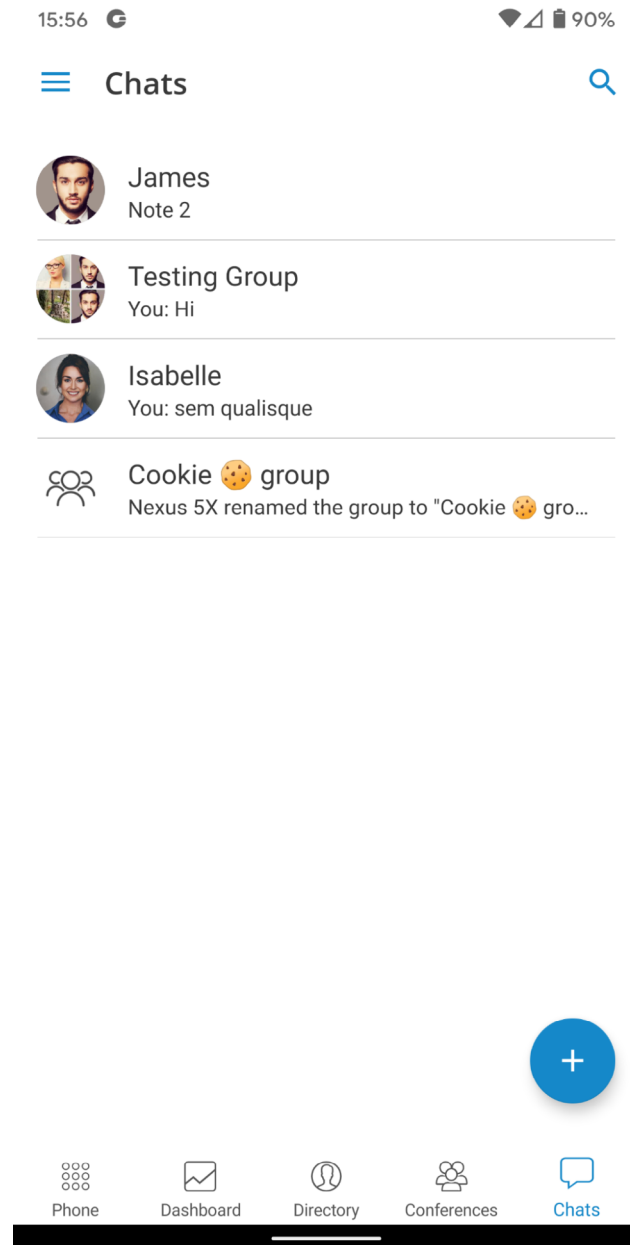 15:56 90%
Chats
James
Note 2
Testing Group
You: Hi
Isabelle
You: sem qualisque
Cookie 🍪 group
Nexus 5X renamed the group to "Cookie 🍪 gro...
Phone Dashboard Directory Conferences Chats